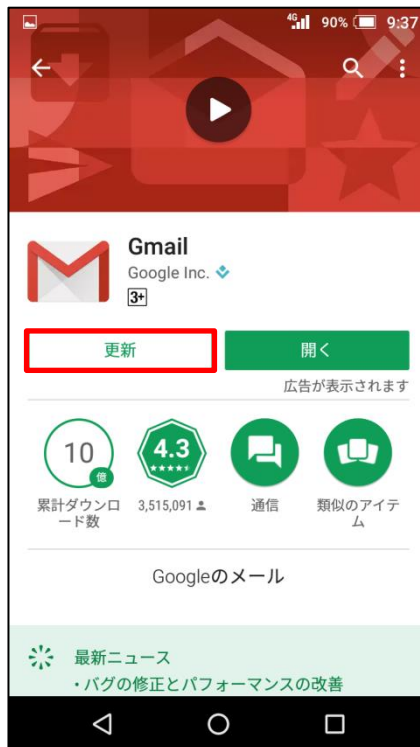 4G 90% 9:37
Gmail
Google Inc.
3+
更新
開く
広告が表示されます
10
億
4.3
累計ダウンロ
ード数
3,515,091
通信
類似のアイテ
ム
Googleのメール
最新ニュース
・バグの修正とパフォーマンスの改善